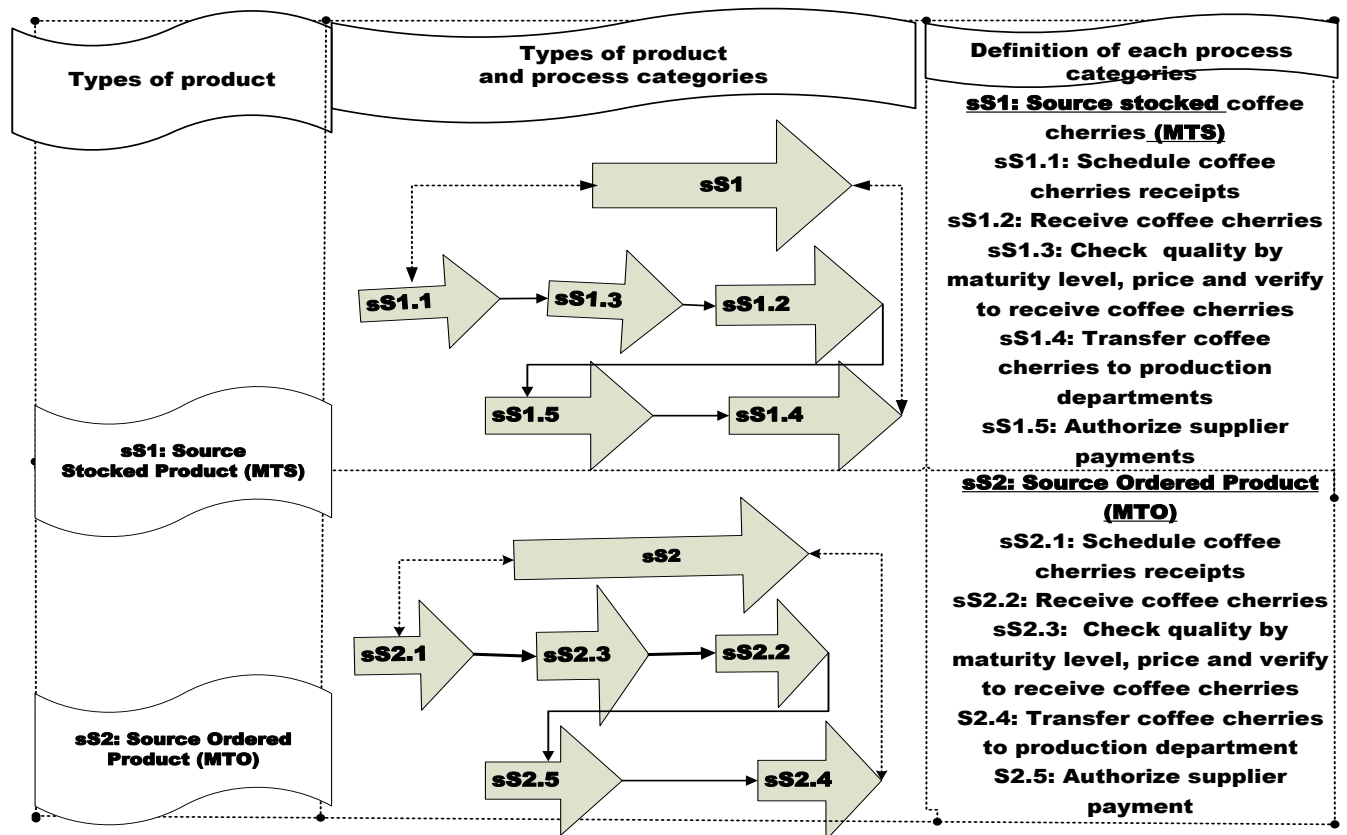 Types of product
Types of product
and process categories
Definition of each process
categories
sS1: Source stocked coffee
cherries (MTS)
sS1.1: Schedule coffee
cherries receipts
sS1.2: Receive coffee cherries
sS1.3: Check quality by
maturity level, price and verify
to receive coffee cherries
sS1.4: Transfer coffee
cherries to production
departments
sS1.5: Authorize supplier
payments
sS1
sS1.1
sS1.3
sS1.2
sS1.5
sS1.4
sS1: Source
Stocked Product (MTS)
sS2: Source Ordered Product
(MTO)
sS2.1: Schedule coffee
cherries receipts
sS2.2: Receive coffee cherries
sS2.3: Check quality by
maturity level, price and verify
to receive coffee cherries
S2.4: Transfer coffee cherries
to production department
S2.5: Authorize supplier
payment
sS2
sS2.1
sS2.3
sS2.2
sS2.5
sS2.4
sS2: Source Ordered
Product (MTO)